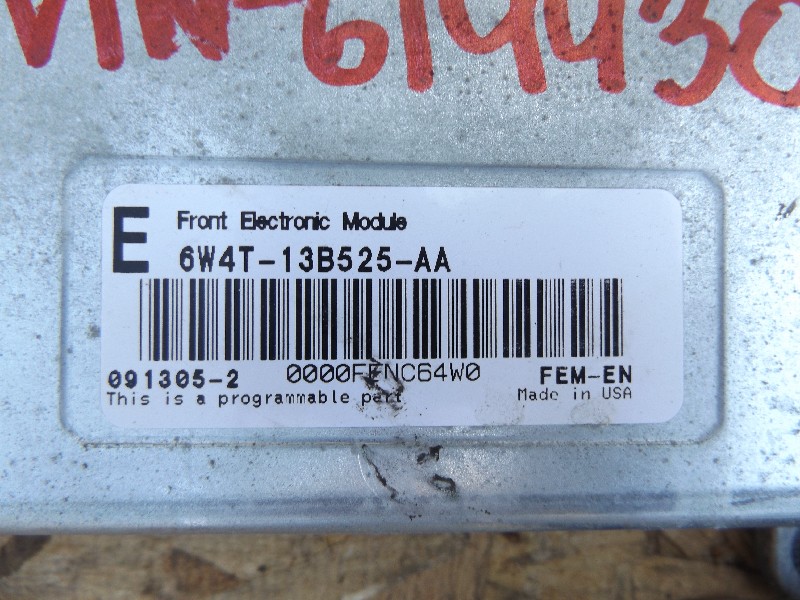 VIN-614430
E
Front Electronic Module
6W4T-13B525-AA
0000FFNC64W0
091305-2
FEM-EN
This is a programmable part
Made in USA